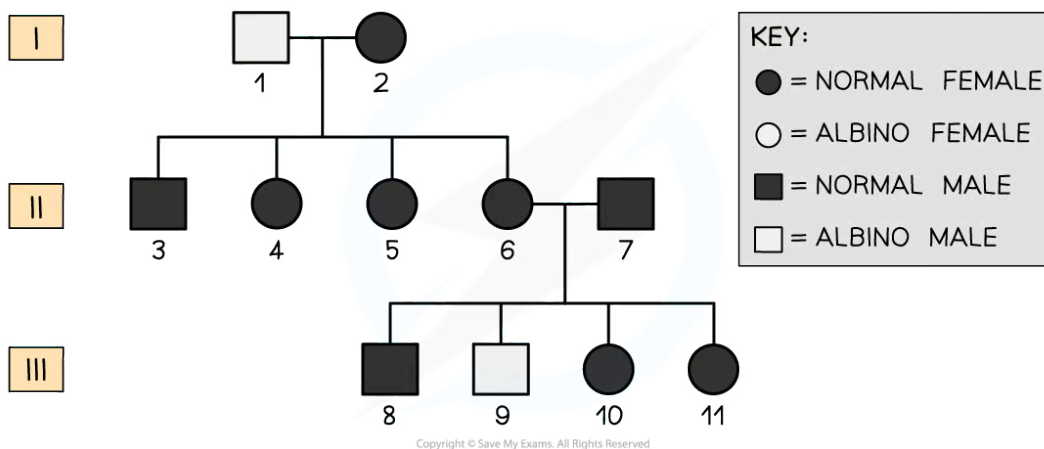 I
1 2
KEY:
= NORMAL FEMALE
= ALBINO FEMALE
= NORMAL MALE
= ALBINO MALE
II
3 4 5 6 7
III
8 9 10 11
Copyright © Save My Exams. All Rights Reserved